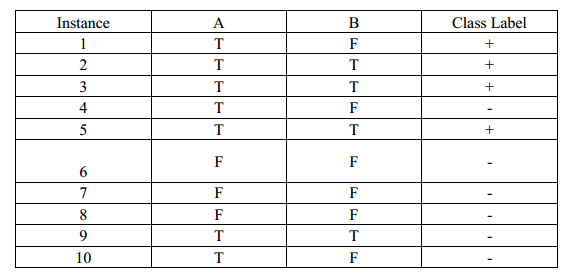 Instance A B Class Label
1 T F +
2 T T +
3 T T +
4 T F -
5 T T +
6 F F -
7 F F -
8 F F -
9 T T -
10 T F -